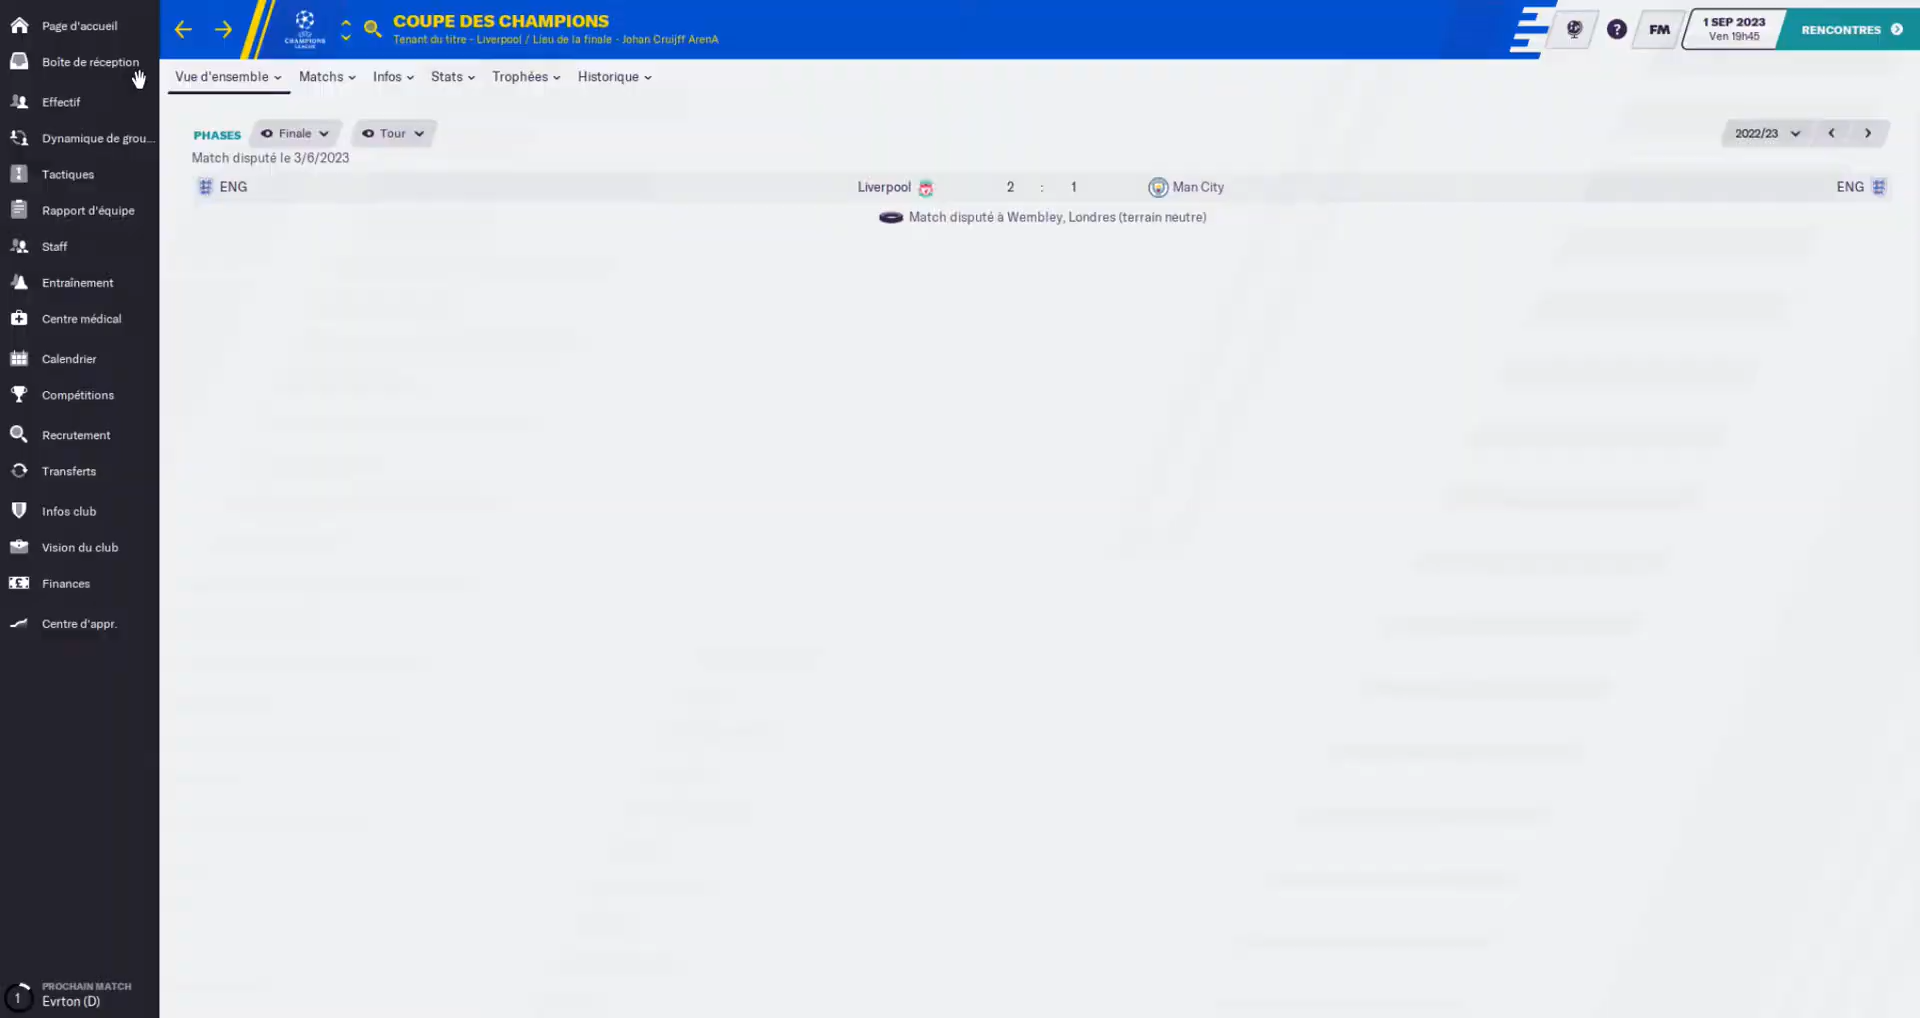 Page d'accueil
Boîte de réception
Effectif
Dynamique de grou...
Tactiques
Rapport d'équipe
Staff
Entraînement
Centre médical
Calendrier
Compétitions
Recrutement
Transferts
Infos club
Vision du club
Finances
Centre d'appr.
1
PROCHAIN MATCH
Evrton (D)
CHAMPIONS
LEAGUE
COUPE DES CHAMPIONS
Tenant du titre - Liverpool / Lieu de la finale - Johan Cruijff ArenA
?
FM
1 SEP 2023
Ven 19h45
RENCONTRES
Vue d'ensemble Matchs Infos Stats Trophées Historique
PHASES Finale Tour 2022/23
Match disputé le 3/6/2023
ENG Liverpool 2 : 1 Man City ENG
Match disputé à Wembley, Londres (terrain neutre)